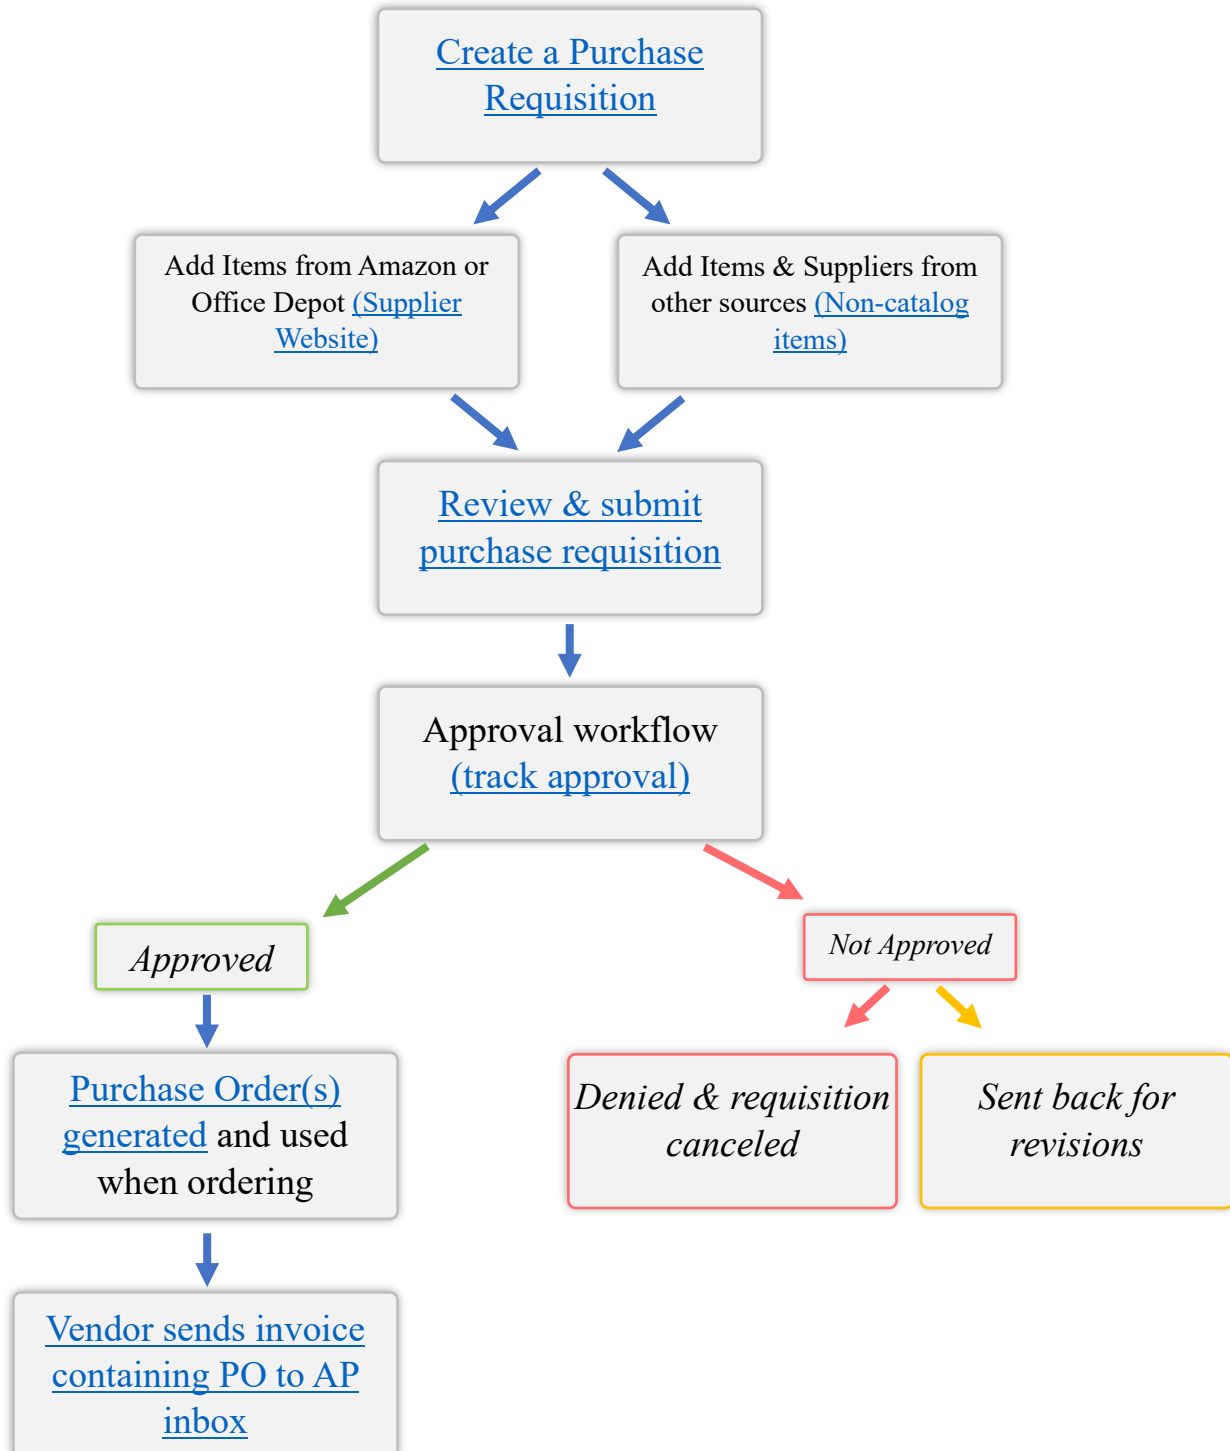 Create a Purchase
Requisition
Add Items from Amazon or
Office Depot (Supplier
Website)
Add Items & Suppliers from
other sources (Non-catalog
items)
Review & submit
purchase requisition
Approval workflow
(track approval)
Approved
Not Approved
Purchase Order(s)
generated and used
when ordering
Denied & requisition
canceled
Sent back for
revisions
Vendor sends invoice
containing PO to AP
inbox